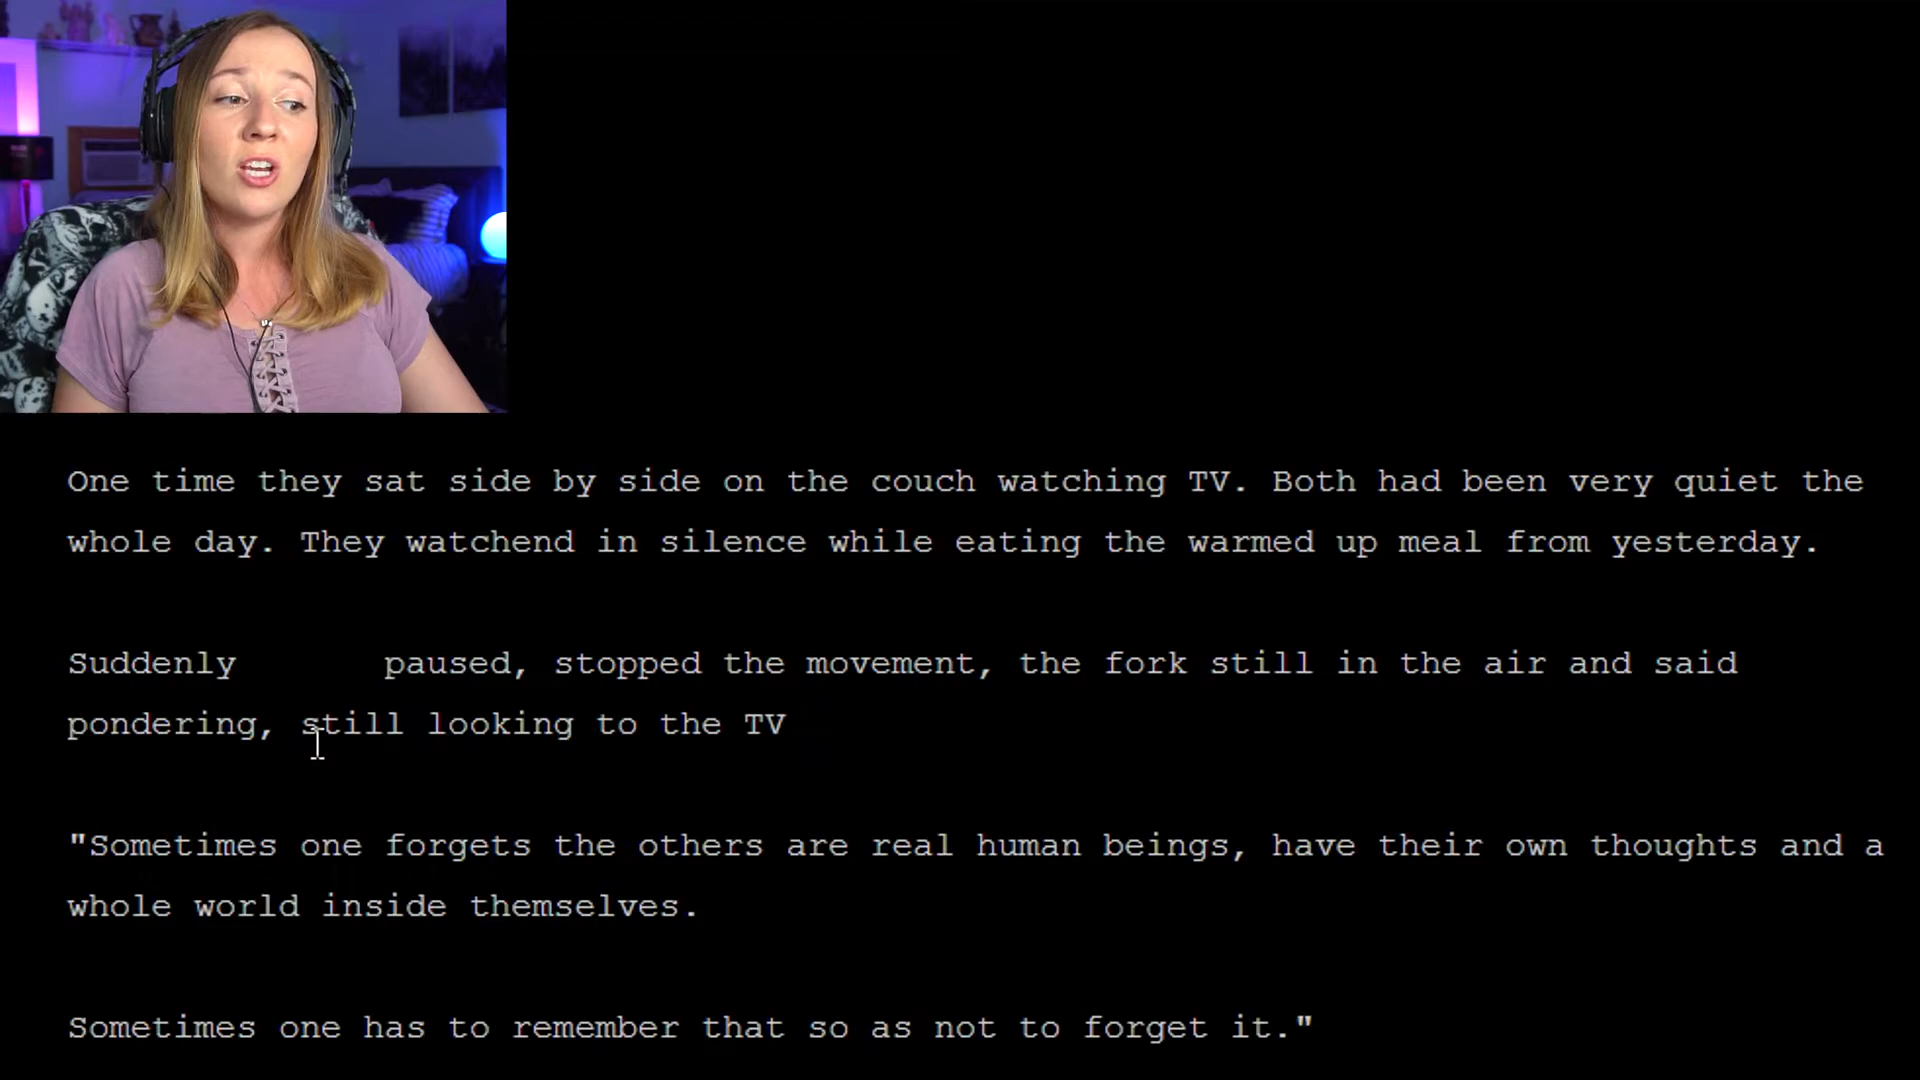 One time they sat side by side on the couch watching TV. Both had been very quiet the
whole day. They watchend in silence while eating the warmed up meal from yesterday.
Suddenly paused, stopped the movement, the fork still in the air and said
pondering, still looking to the TV
"Sometimes one forgets the others are real human beings, have their own thoughts and a
whole world inside themselves.
Sometimes one has to remember that so as not to forget it."